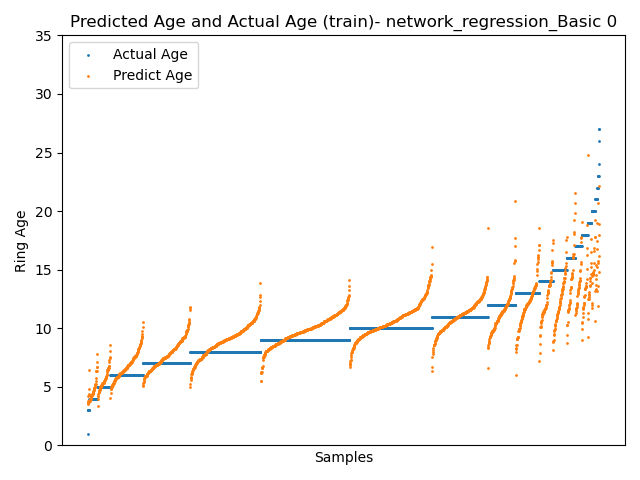 Predicted Age and Actual Age (train)- network_regression_Basic 0
Actual Age
Predict Age
35
30
25
20
15
10
5
0
Ring Age
Samples